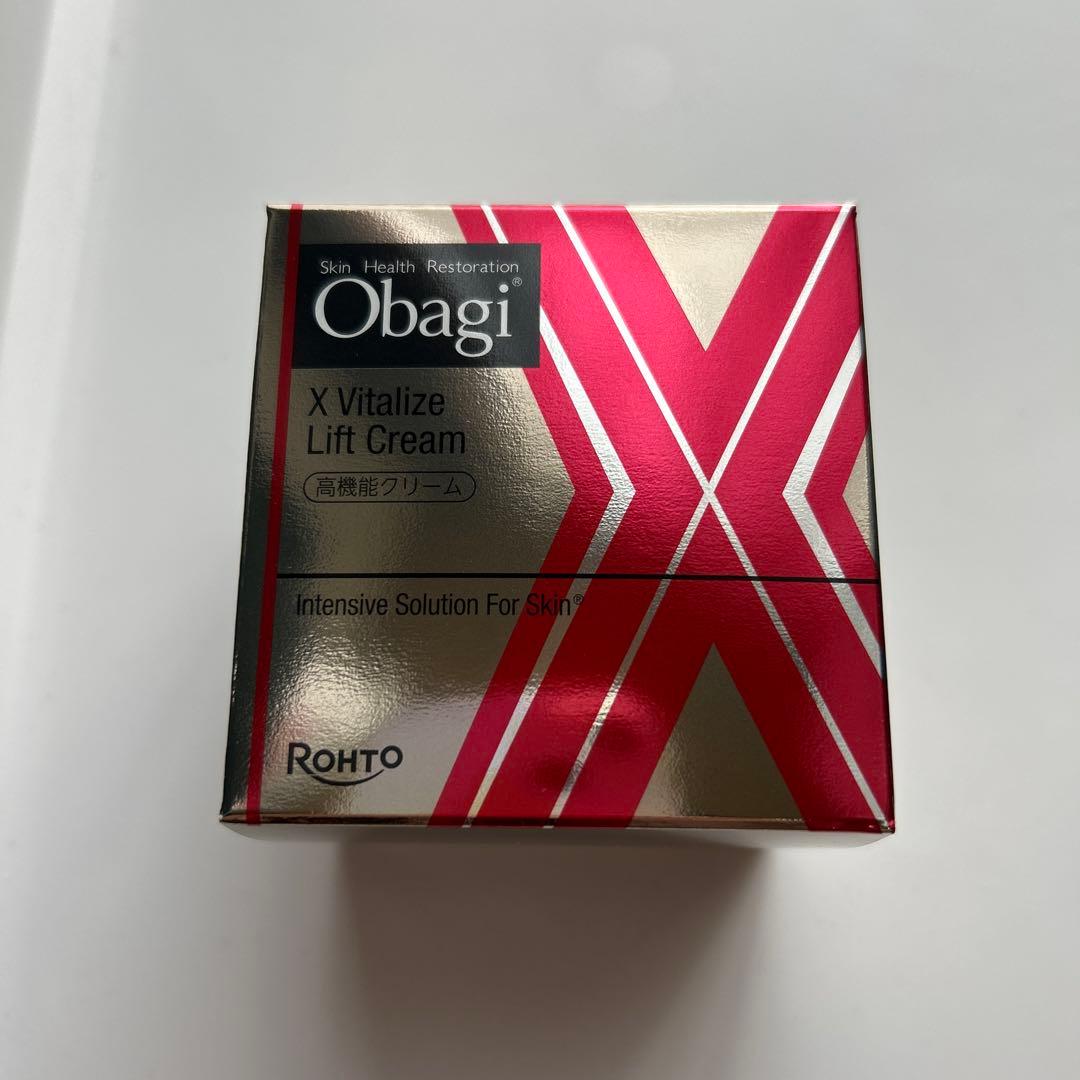 Skin Health Restoration
Obagi®
X Vitalize
Lift Cream
高機能クリーム
Intensive Solution For Skin®
ROHTO